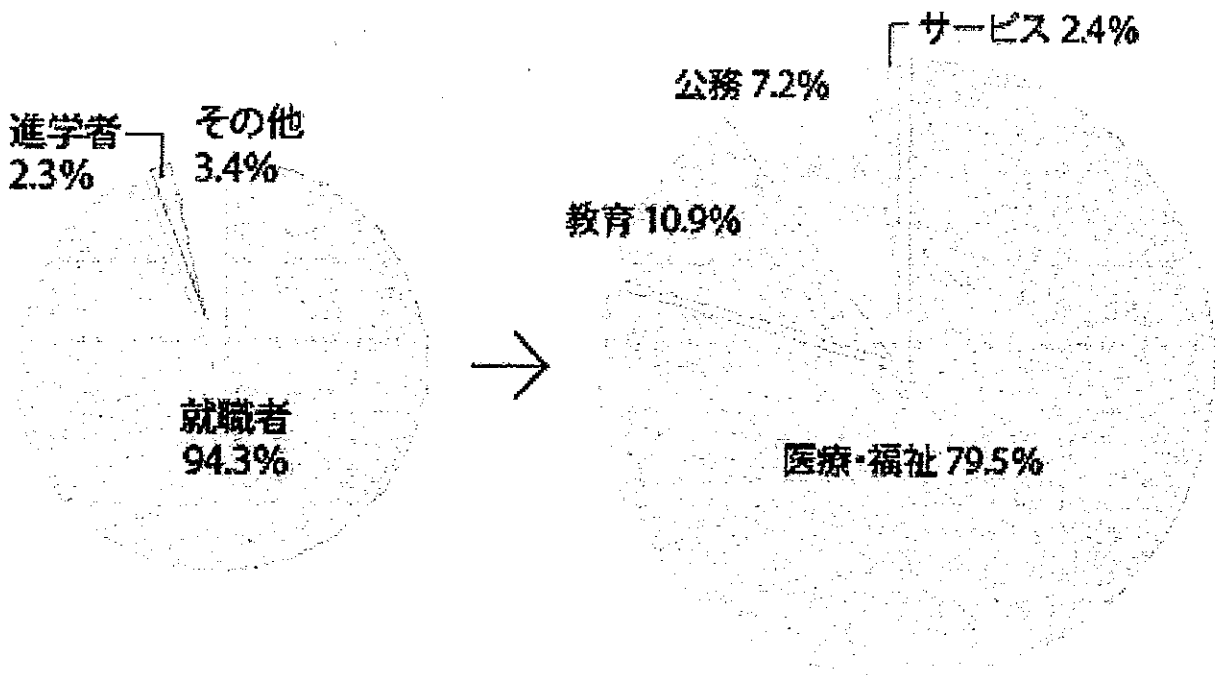 進学者
2.3%
その他
3.4%
就職者
94.3%
サービス 2.4%
公務 7.2%
教育 10.9%
医療・福祉 79.5%